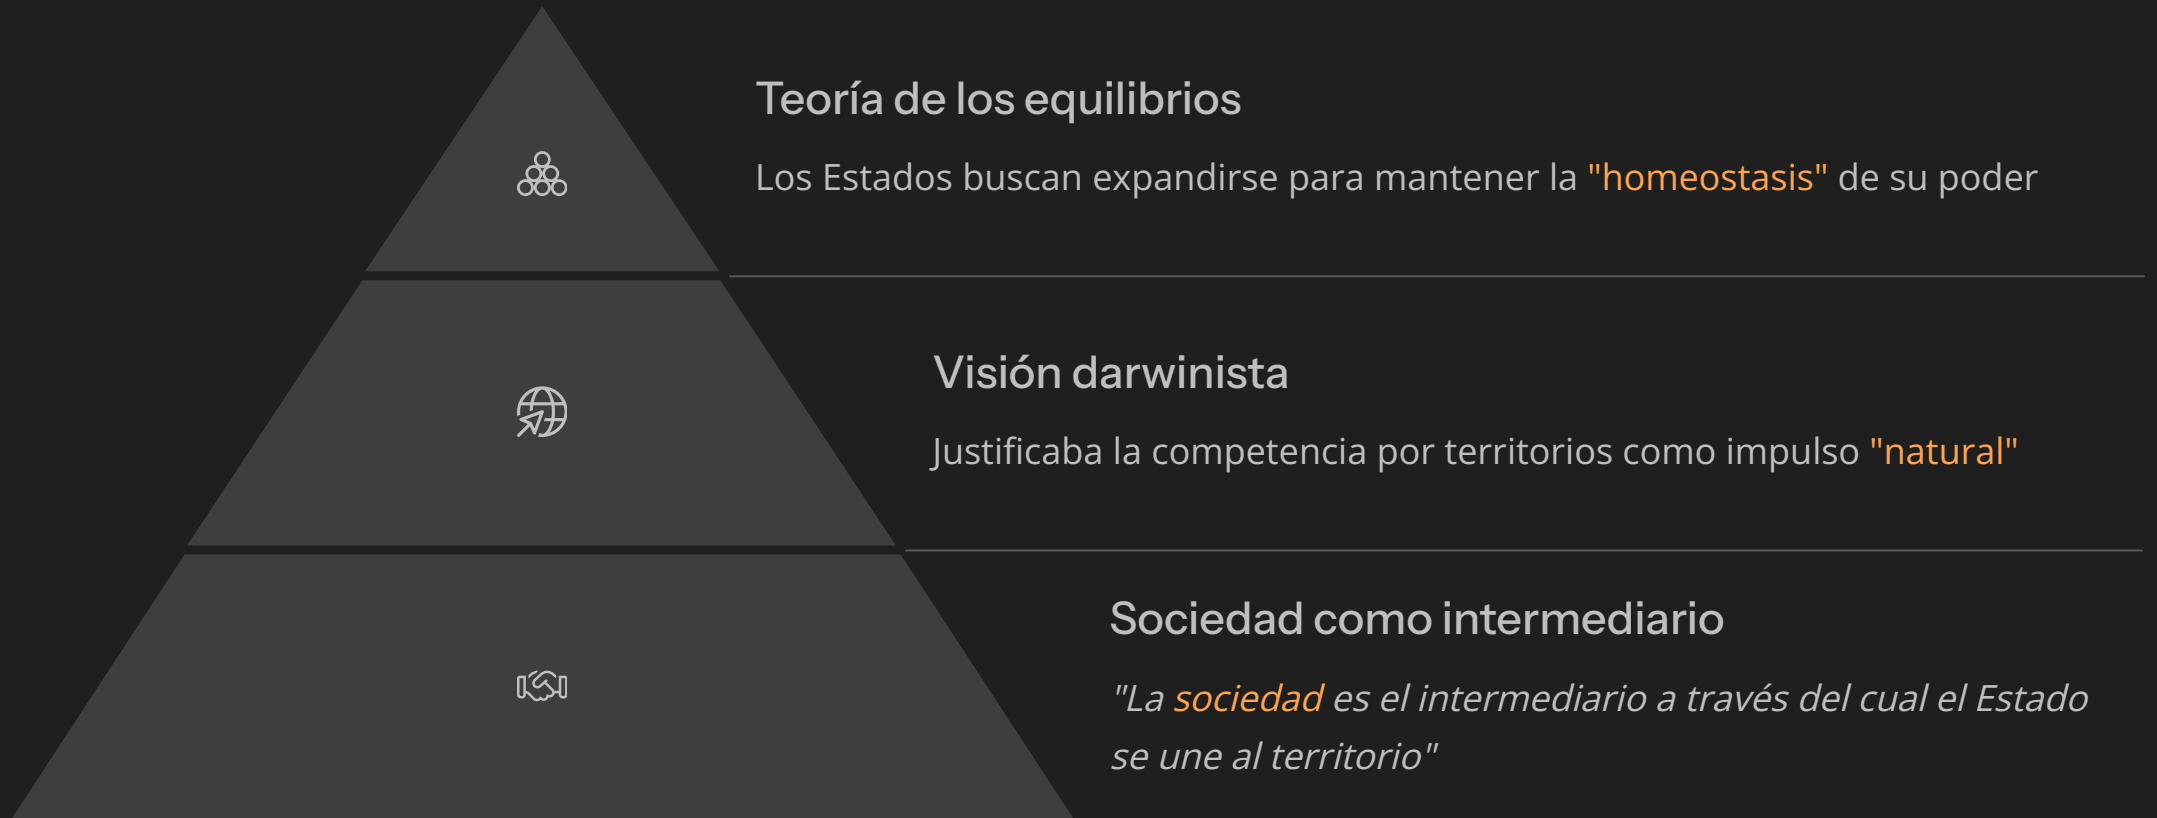 Teoría de los equilibrios
Los Estados buscan expandirse para mantener la "homeostasis" de su poder
Visión darwinista
Justificaba la competencia por territorios como impulso "natural"
Sociedad como intermediario
"La sociedad es el intermediario a través del cual el Estado
se une al territorio"